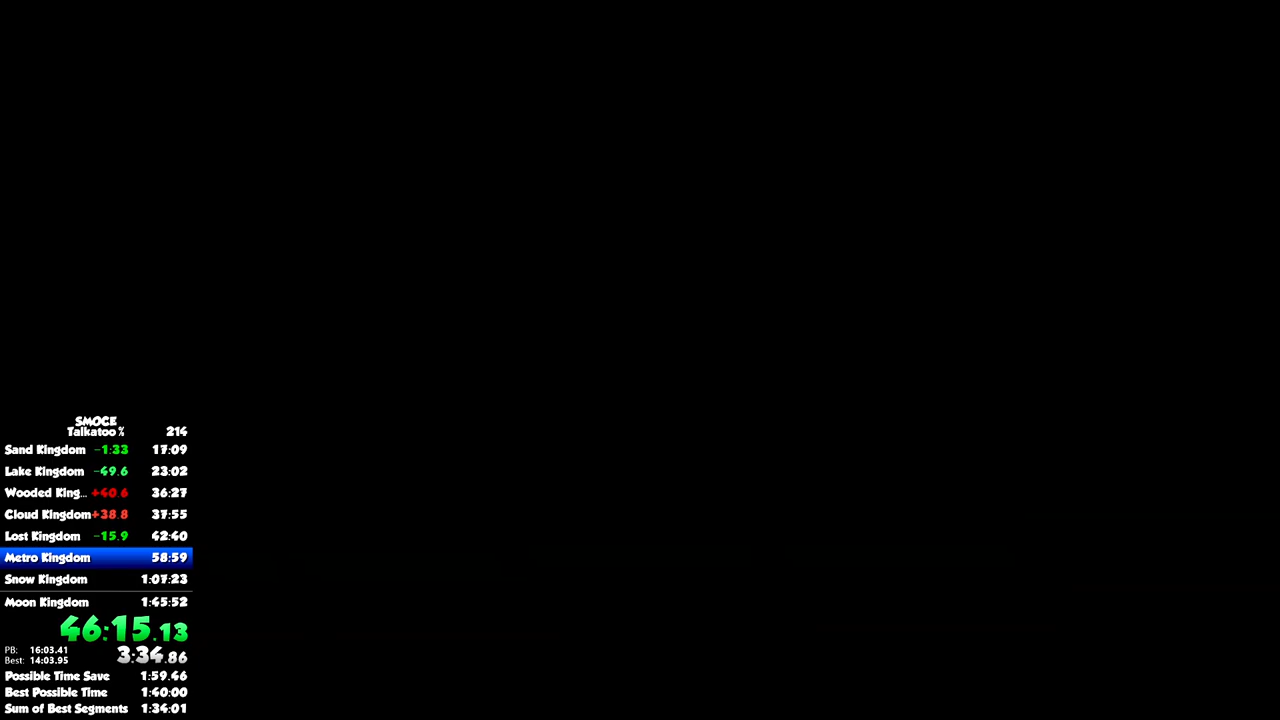 SMOCE
Talkatoo% 214
Sand Kingdom -1:33 17:09
Lake Kingdom -49.6 23:02
Wooded King... +40.6 36:27
Cloud Kingdom +38.8 37:55
Lost Kingdom -15.9 42:40
Metro Kingdom 58:59
Snow Kingdom 1:07:23
Moon Kingdom 1:45:52
46:15.13
PB: 16:03.41
Best: 14:03.95
3:34.86
Possible Time Save 1:59.46
Best Possible Time 1:40:00
Sum of Best Segments 1:34:01